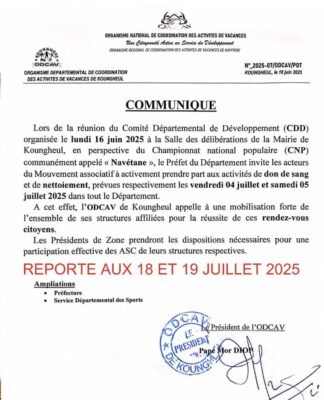 ORGANISME NATIONAL DE COORDINATION DES ACTIVITES DE VACANCES
Une Citoyenneté Active au Service du Développement
ORGANISME REGIONAL DE COORDINATION DES ACTIVITES DE VACANCES DE KAFFRINE
ODCAV
ORGANISME DEPARTEMENTAL DE COORDINATION
DES ACTIVITES DE VACANCES DE KOUNGHEUL
N°_2025-07/ODCAV/PDT
KOUNGHEUL, le 18 juin 2025
COMMUNIQUE
Lors de la réunion du Comité Départemental de Développement (CDD)
organisée le lundi 16 juin 2025 à la Salle des délibérations de la Mairie de
Koungheul, en perspective du Championnat national populaire (CNP)
communément appelé « Navétane », le Préfet du Département invite les acteurs
du Mouvement associatif à activement prendre part aux activités de don de sang
et de nettoiement, prévues respectivement les vendredi 04 juillet et samedi 05
juillet 2025 dans tout le Département.
A cet effet, l'ODCAV de Koungheul appelle à une mobilisation forte de
l'ensemble de ses structures affiliées pour la réussite de ces rendez-vous
citoyens.
Les Présidents de Zone prendront les dispositions nécessaires pour une
participation effective des ASC de leurs structures respectives.
REPORTE AUX 18 ET 19 JUILLET 2025
Ampliations
• Préfecture
• Service Départemental des Sports
Le Président de l'ODCAV
Pape Mor DIOP
ODCAV
LE
PRESIDENT
DE KOUNGHEUL